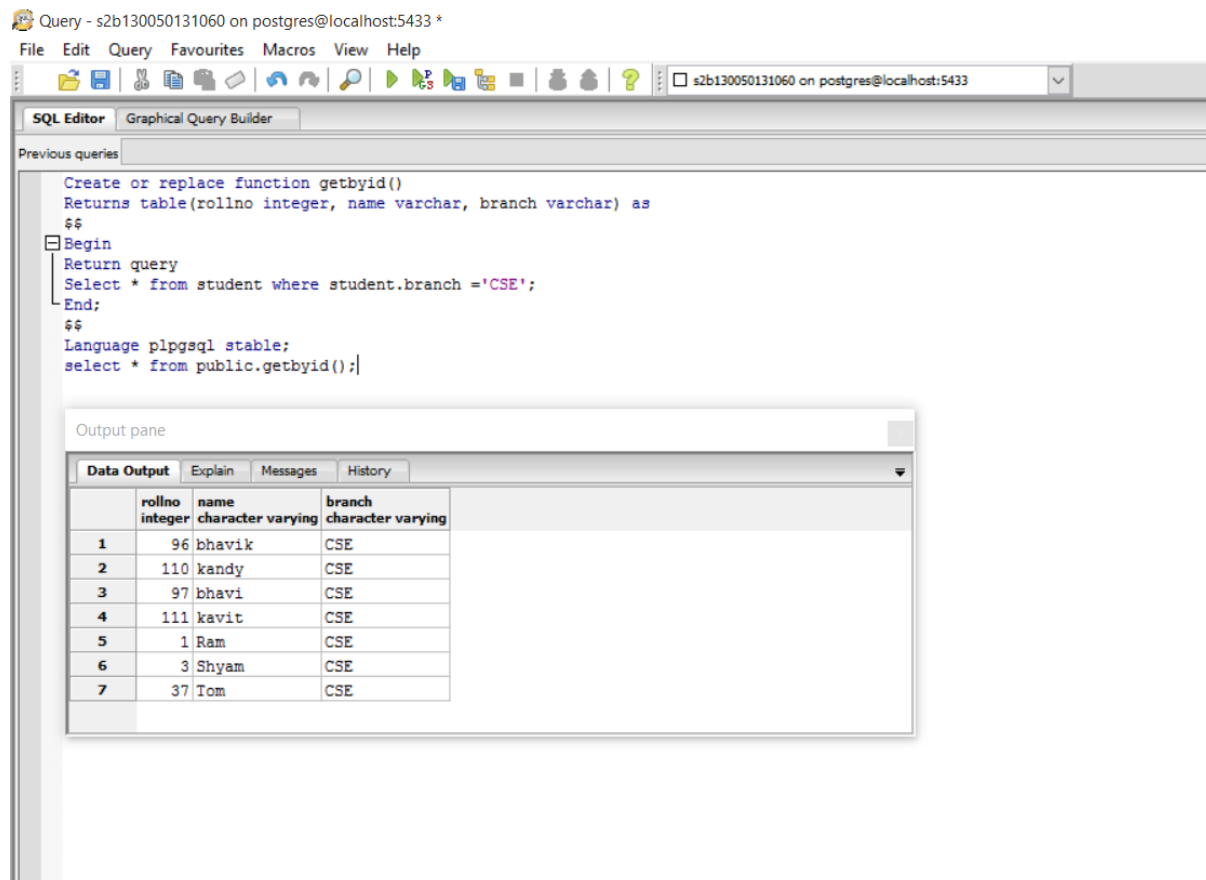 Query - s2b130050131060 on postgres@localhost:5433 *
File Edit Query Favourites Macros View Help
s2b130050131060 on postgres@localhost:5433
SQL Editor Graphical Query Builder
Previous queries
Create or replace function getbyid()
Returns table(rollno integer, name varchar, branch varchar) as
$$
Begin
Return query
Select * from student where student.branch ='CSE';
End;
$$
Language plpgsql stable;
select * from public.getbyid();
Output pane
Data Output Explain Messages History
rollno name branch
integer character varying character varying
1 96 bhavik CSE
2 110 kandy CSE
3 97 bhavi CSE
4 111 kavit CSE
5 1 Ram CSE
6 3 Shyam CSE
7 37 Tom CSE